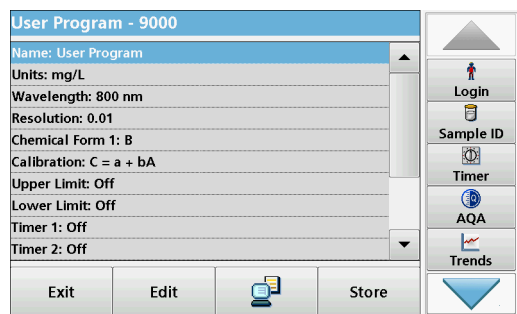 User Program - 9000
Name: User Program
Units: mg/L
Wavelength: 800 nm
Resolution: 0.01
Chemical Form 1: B
Calibration: C = a + bA
Upper Limit: Off
Lower Limit: Off
Timer 1: Off
Timer 2: Off
Exit
Edit
Store
Login
Sample ID
Timer
AQA
Trends